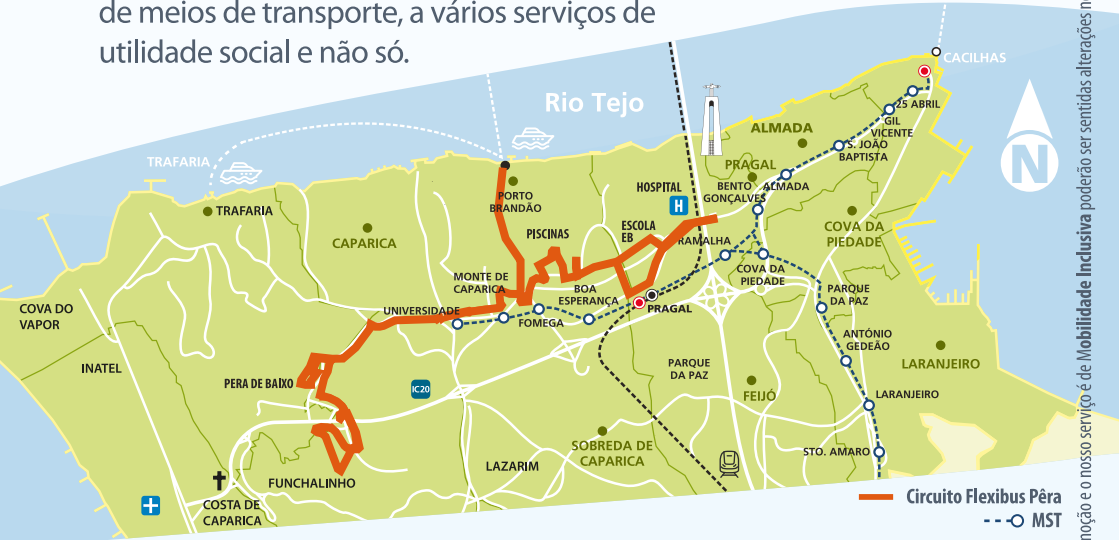 de meios de transporte, a vários serviços de
utilidade social e não só.
CACILHAS
Rio Tejo
25 ABRIL
GIL
VICENTE
ALMADA
S. JOÃO
BAPTISTA
TRAFARIA
PRAGAL
HOSPITAL
H
BENTO
GONÇALVES
ALMADA
PORTO
BRANDÃO
TRAFARIA
N
ESCOLA
EB
PISCINAS
CAPARICA
RAMALHA
COVA DA
PIEDADE
COVA DA
PIEDADE
MONTE DE
CAPARICA
BOA
ESPERANÇA
PARQUE
DA PAZ
COVA DO
VAPOR
UNIVERSIDADE
FOMEGA
PRAGAL
ANTÓNIO
GEDEÃO
INATEL
PERA DE BAIXO
IC20
PARQUE
DA PAZ
LARANJEIRO
FEIJÓ
LARANJEIRO
SOBREDA DE
CAPARICA
STO. AMARO
LAZARIM
FUNCHALINHO
COSTA DE
CAPARICA
Circuito Flexibus Pêra
MST
moção e o nosso serviço é de Mobilidade Inclusiva poderão ser sentidas alterações n